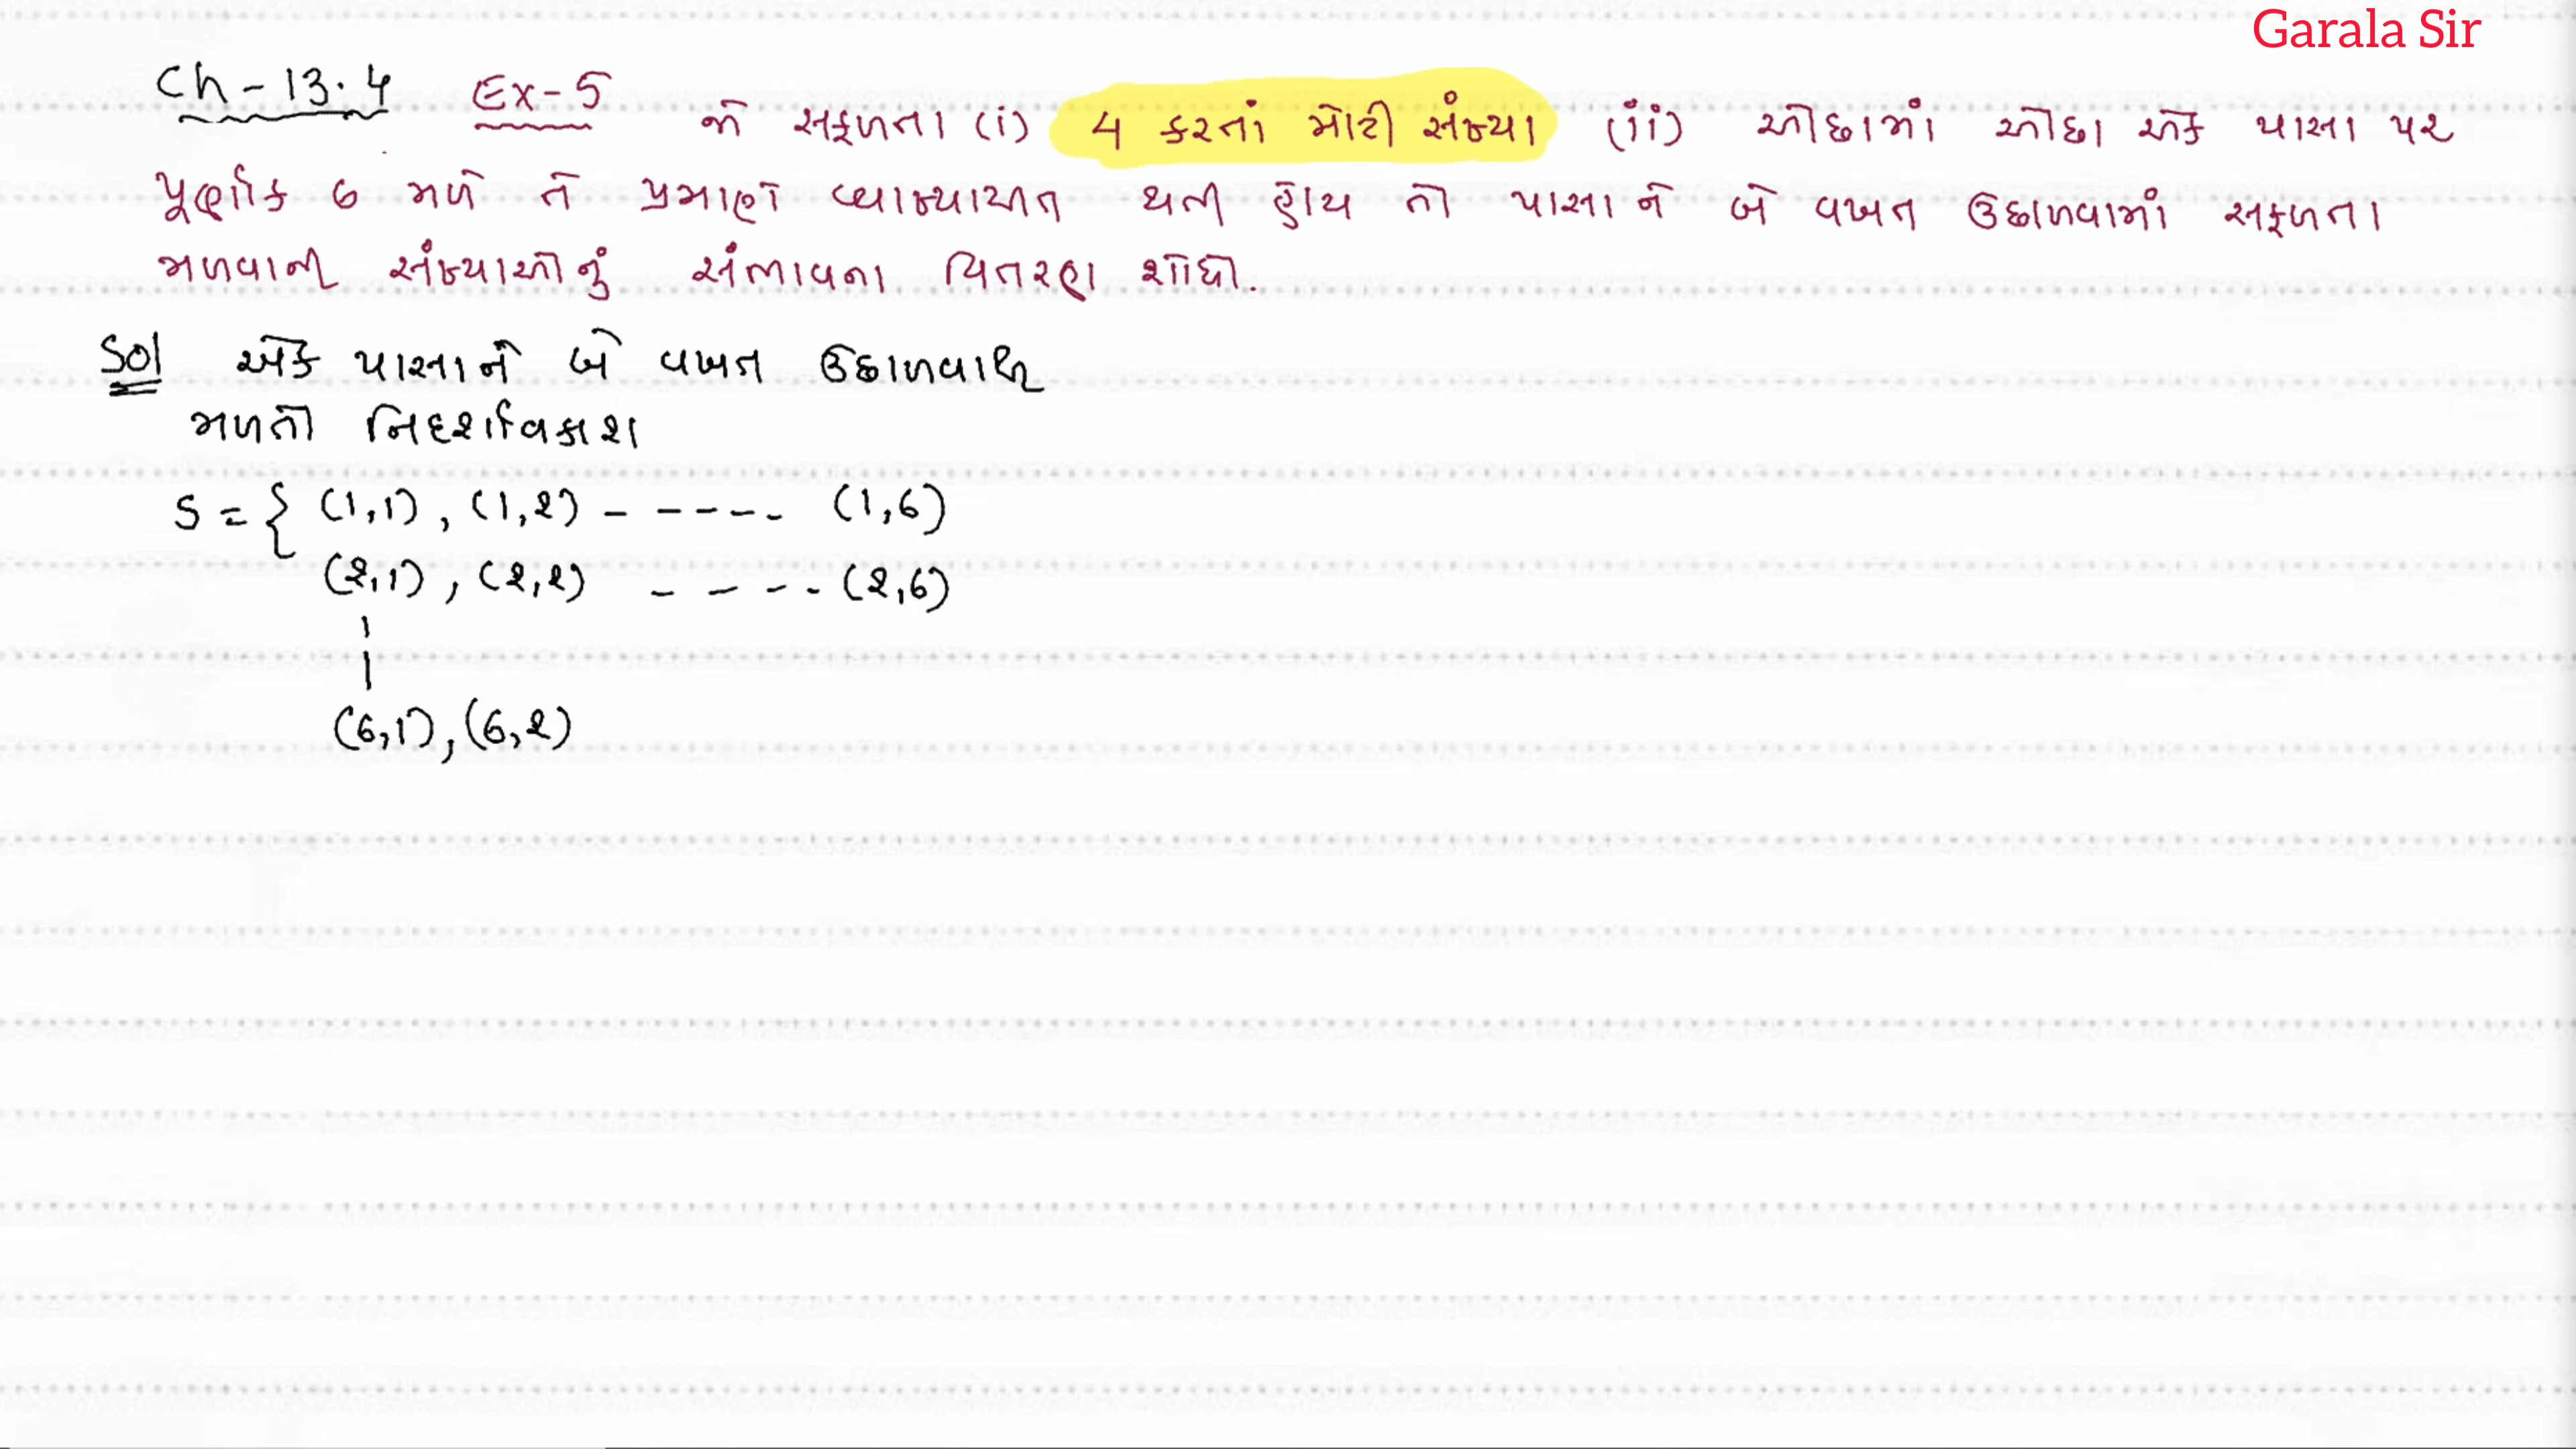 Garala Sir
Ch-13.4 Ex-5 જો સફળતા (i) 4 કરતાં મોટી સંખ્યા (ii) ઓછામાં ઓછા એક પાસા પર
પૂર્ણાંક 6 મળે તે પ્રમાણે વ્યાખ્યાયીત થતી હોય તો પાસાને બે વખત ઉછાળવામાં સફળતા
મળવાની સંખ્યાઓનું સંભાવના વિતરણ શોધો.
Sol એક પાસાને બે વખત ઉછાળવાથી
મળતો નિદર્શાવકાશ
S = { (1,1), (1,2) - - - - - (1,6)
(2,1), (2,2) - - - - (2,6)
(6,1), (6,2)